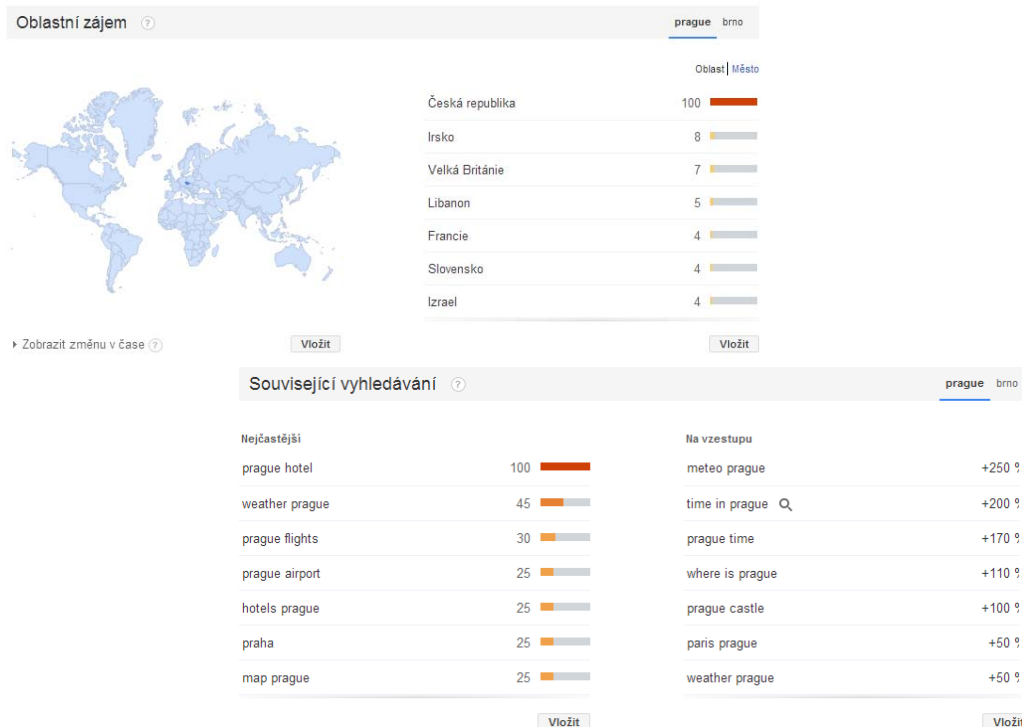 Oblastní zájem ? prague brno
Oblast Město
Česká republika 100
Irsko 8
Velká Británie 7
Libanon 5
Francie 4
Slovensko 4
Izrael 4
Zobrazit změnu v čase ? Vložit Vložit
Související vyhledávání ? prague brno
Nejčastější Na vzestupu
prague hotel 100 meteo prague +250 %
weather prague 45 time in prague +200 %
prague flights 30 prague time +170 %
prague airport 25 where is prague +110 %
hotels prague 25 prague castle +100 %
praha 25 paris prague +50 %
map prague 25 weather prague +50 %
Vložit Vložit